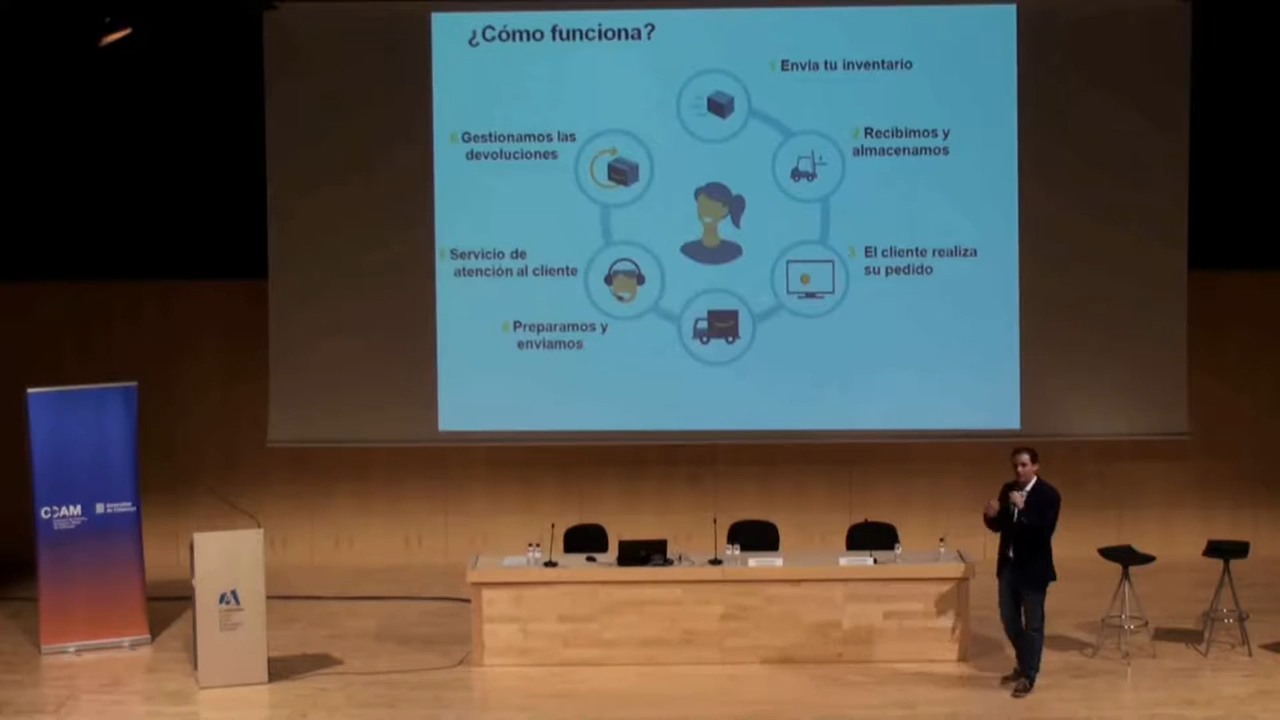 ¿Cómo funciona?
1 Envia tu inventario
2 Recibimos y
almacenamos
3 El cliente realiza
su pedido
4 Preparamos y
enviamos
5 Servicio de
atención al cliente
6 Gestionamos las
devoluciones
CCAM